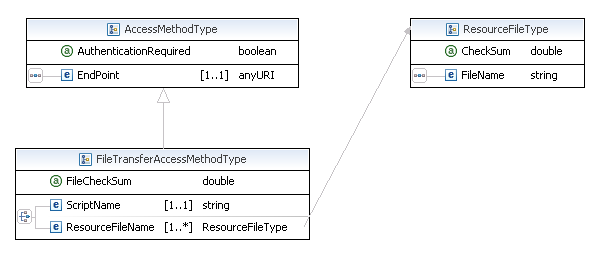 AccessMethodType
a AuthenticationRequired boolean
e EndPoint [1..1] anyURI
ResourceFileType
a CheckSum double
e FileName string
FileTransferAccessMethodType
a FileCheckSum double
e ScriptName [1..1] string
e ResourceFileName [1..*] ResourceFileType